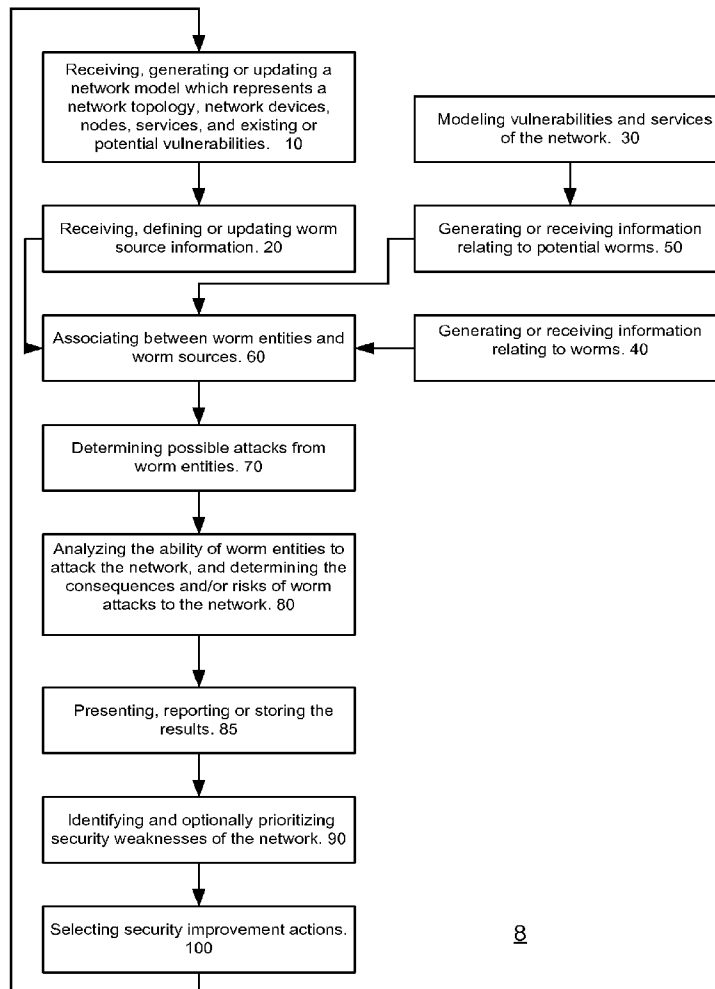 Receiving, generating or updating a
network model which represents a
network topology, network devices,
nodes, services, and existing or
potential vulnerabilities. 10
Modeling vulnerabilities and services
of the network. 30
Receiving, defining or updating worm
source information. 20
Generating or receiving information
relating to potential worms. 50
Associating between worm entities and
worm sources. 60
Generating or receiving information
relating to worms. 40
Determining possible attacks from
worm entities. 70
Analyzing the ability of worm entities to
attack the network, and determining the
consequences and/or risks of worm
attacks to the network. 80
Presenting, reporting or storing the
results. 85
Identifying and optionally prioritizing
security weaknesses of the network. 90
Selecting security improvement actions.
100
8